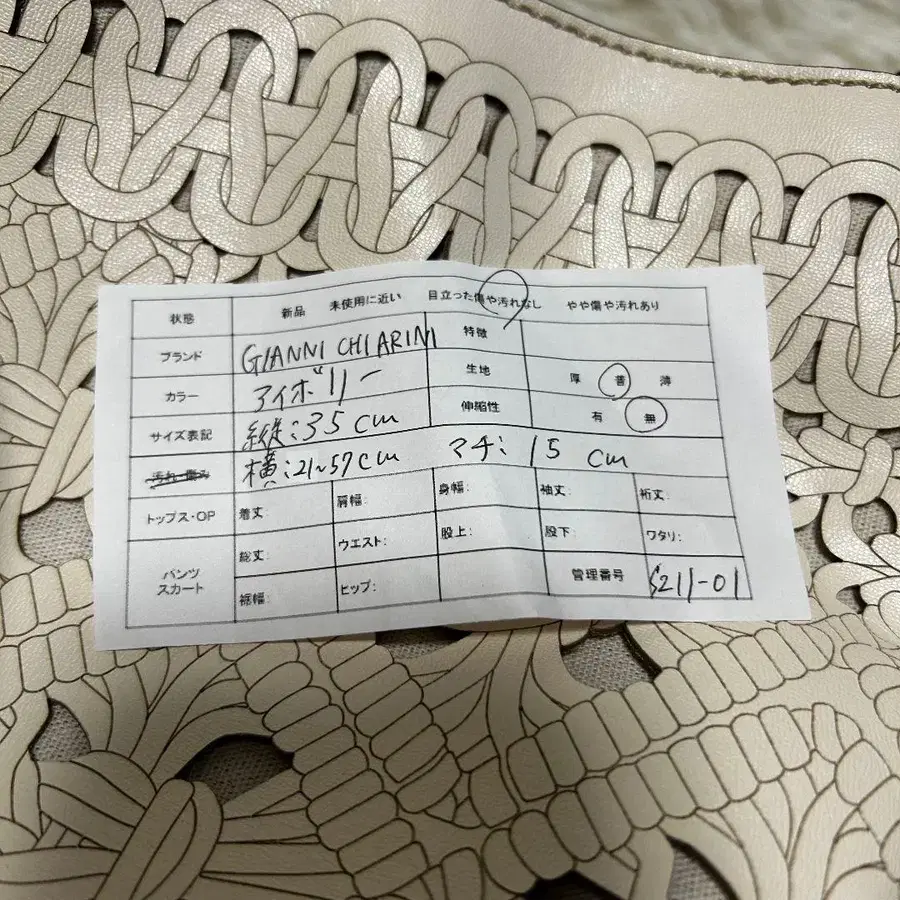 状態 新品 未使用に近い 目立った傷や汚れなし やや傷や汚れあり
ブランド GIANNI CHIARINI 特徴
カラー アイボリー 生地 厚 普 薄
サイズ表記 縦:35cm 伸縮性 有 無
汚れ・傷み 横:21~57cm マチ:15cm
トップス・OP 着丈: 肩幅: 身幅: 袖丈: 裄丈:
パンツ スカート 総丈: ウエスト: 股上: 股下: ワタリ:
裾幅: ヒップ: 管理番号 S211-01